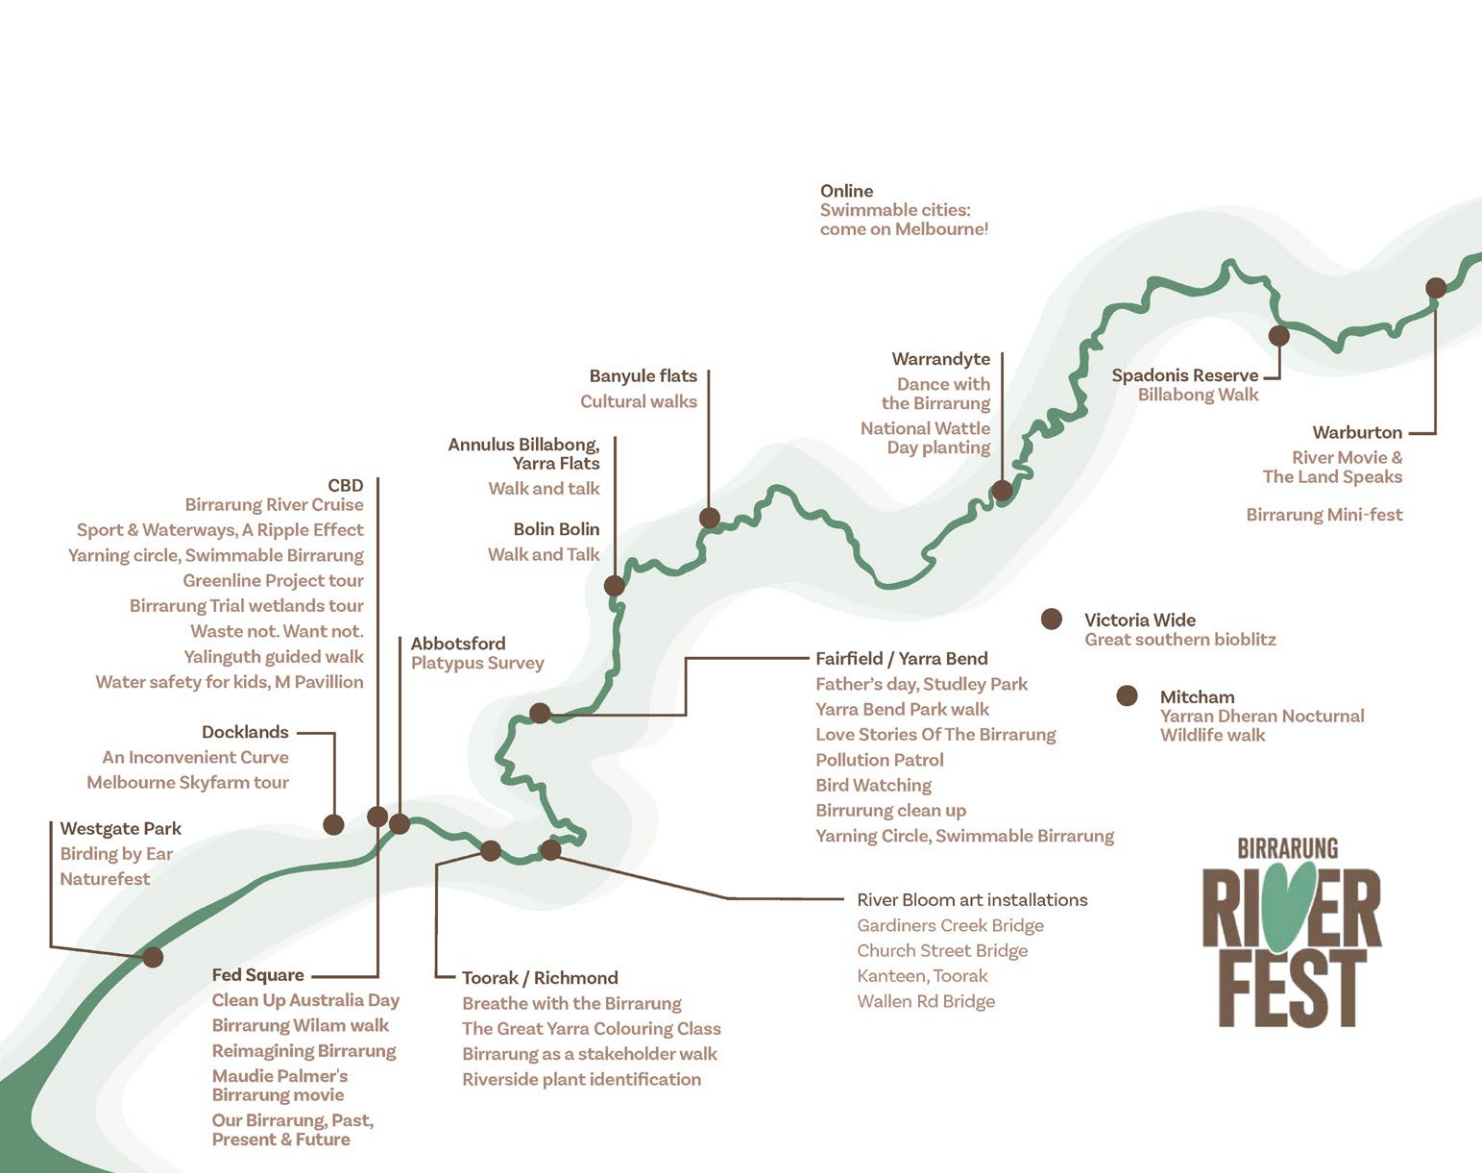 Online
Swimmable cities:
come on Melbourne!
Warrandyte
Dance with
the Birrarung
National Wattle
Day planting
Spadonis Reserve
Billabong Walk
Warburton
River Movie &
The Land Speaks
Birrarung Mini-fest
Banyule flats
Cultural walks
Annulus Billabong,
Yarra Flats
Walk and talk
Bolin Bolin
Walk and Talk
CBD
Birrarung River Cruise
Sport & Waterways, A Ripple Effect
Yarning circle, Swimmable Birrarung
Greenline Project tour
Birrarung Trial wetlands tour
Waste not. Want not.
Yalinguth guided walk
Water safety for kids, M Pavillion
Abbotsford
Platypus Survey
Docklands
An Inconvenient Curve
Melbourne Skyfarm tour
Westgate Park
Birding by Ear
Naturefest
Victoria Wide
Great southern bioblitz
Mitcham
Yarran Dheran Nocturnal
Wildlife walk
Fairfield / Yarra Bend
Father's day, Studley Park
Yarra Bend Park walk
Love Stories Of The Birrarung
Pollution Patrol
Bird Watching
Birrurung clean up
Yarning Circle, Swimmable Birrarung
River Bloom art installations
Gardiners Creek Bridge
Church Street Bridge
Kanteen, Toorak
Wallen Rd Bridge
Fed Square
Clean Up Australia Day
Birrarung Wilam walk
Reimagining Birrarung
Maudie Palmer's
Birrarung movie
Our Birrarung, Past,
Present & Future
Toorak / Richmond
Breathe with the Birrarung
The Great Yarra Colouring Class
Birrarung as a stakeholder walk
Riverside plant identification
BIRRARUNG
RIVER
FEST